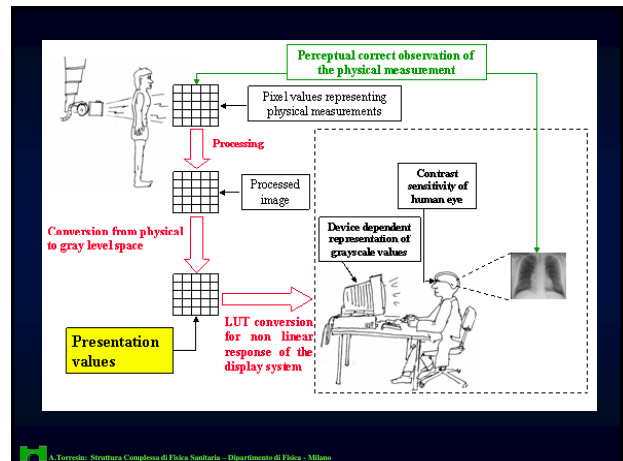 Perceptual correct observation of
the physical measurement
Pixel values representing
physical measurements
Processing
Processed
image
Contrast
sensitivity of
human eye
Conversion from physical
to gray level space
Device dependent
representation of
grayscale values
LUT conversion
for non linear
response of the
display system
Presentation
values
A.Torresin: Struttura Complessa di Fisica Sanitaria – Dipartimento di Fisica - Milano